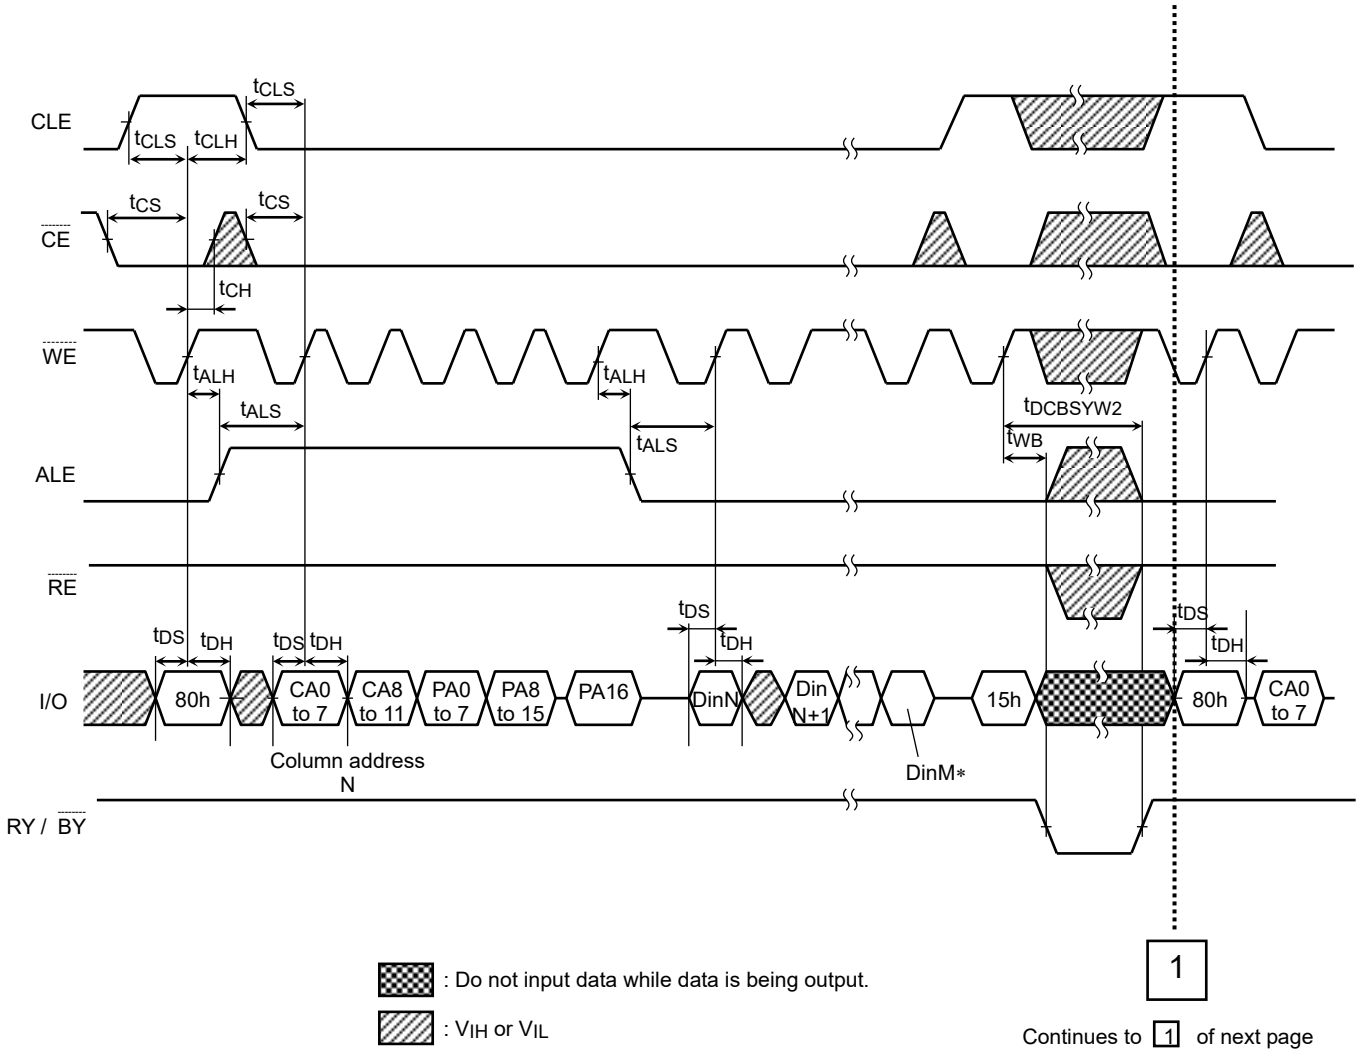 tCLS
CLE
tCLS tCLH
tCS tCS
CE
tCH
WE
tALH tALH
tALS tDCBSYW2
tALS tWB
ALE
RE
tDS tDH tDS tDH tDS tDH tDS tDH
I/O 80h CA0 to 7 CA8 to 11 PA0 to 7 PA8 to 15 PA16 DinN Din N+1 15h 80h CA0 to 7
Column address
N
DinM*
RY / BY
1
: Do not input data while data is being output.
: VIH or VIL
Continues to 1 of next page